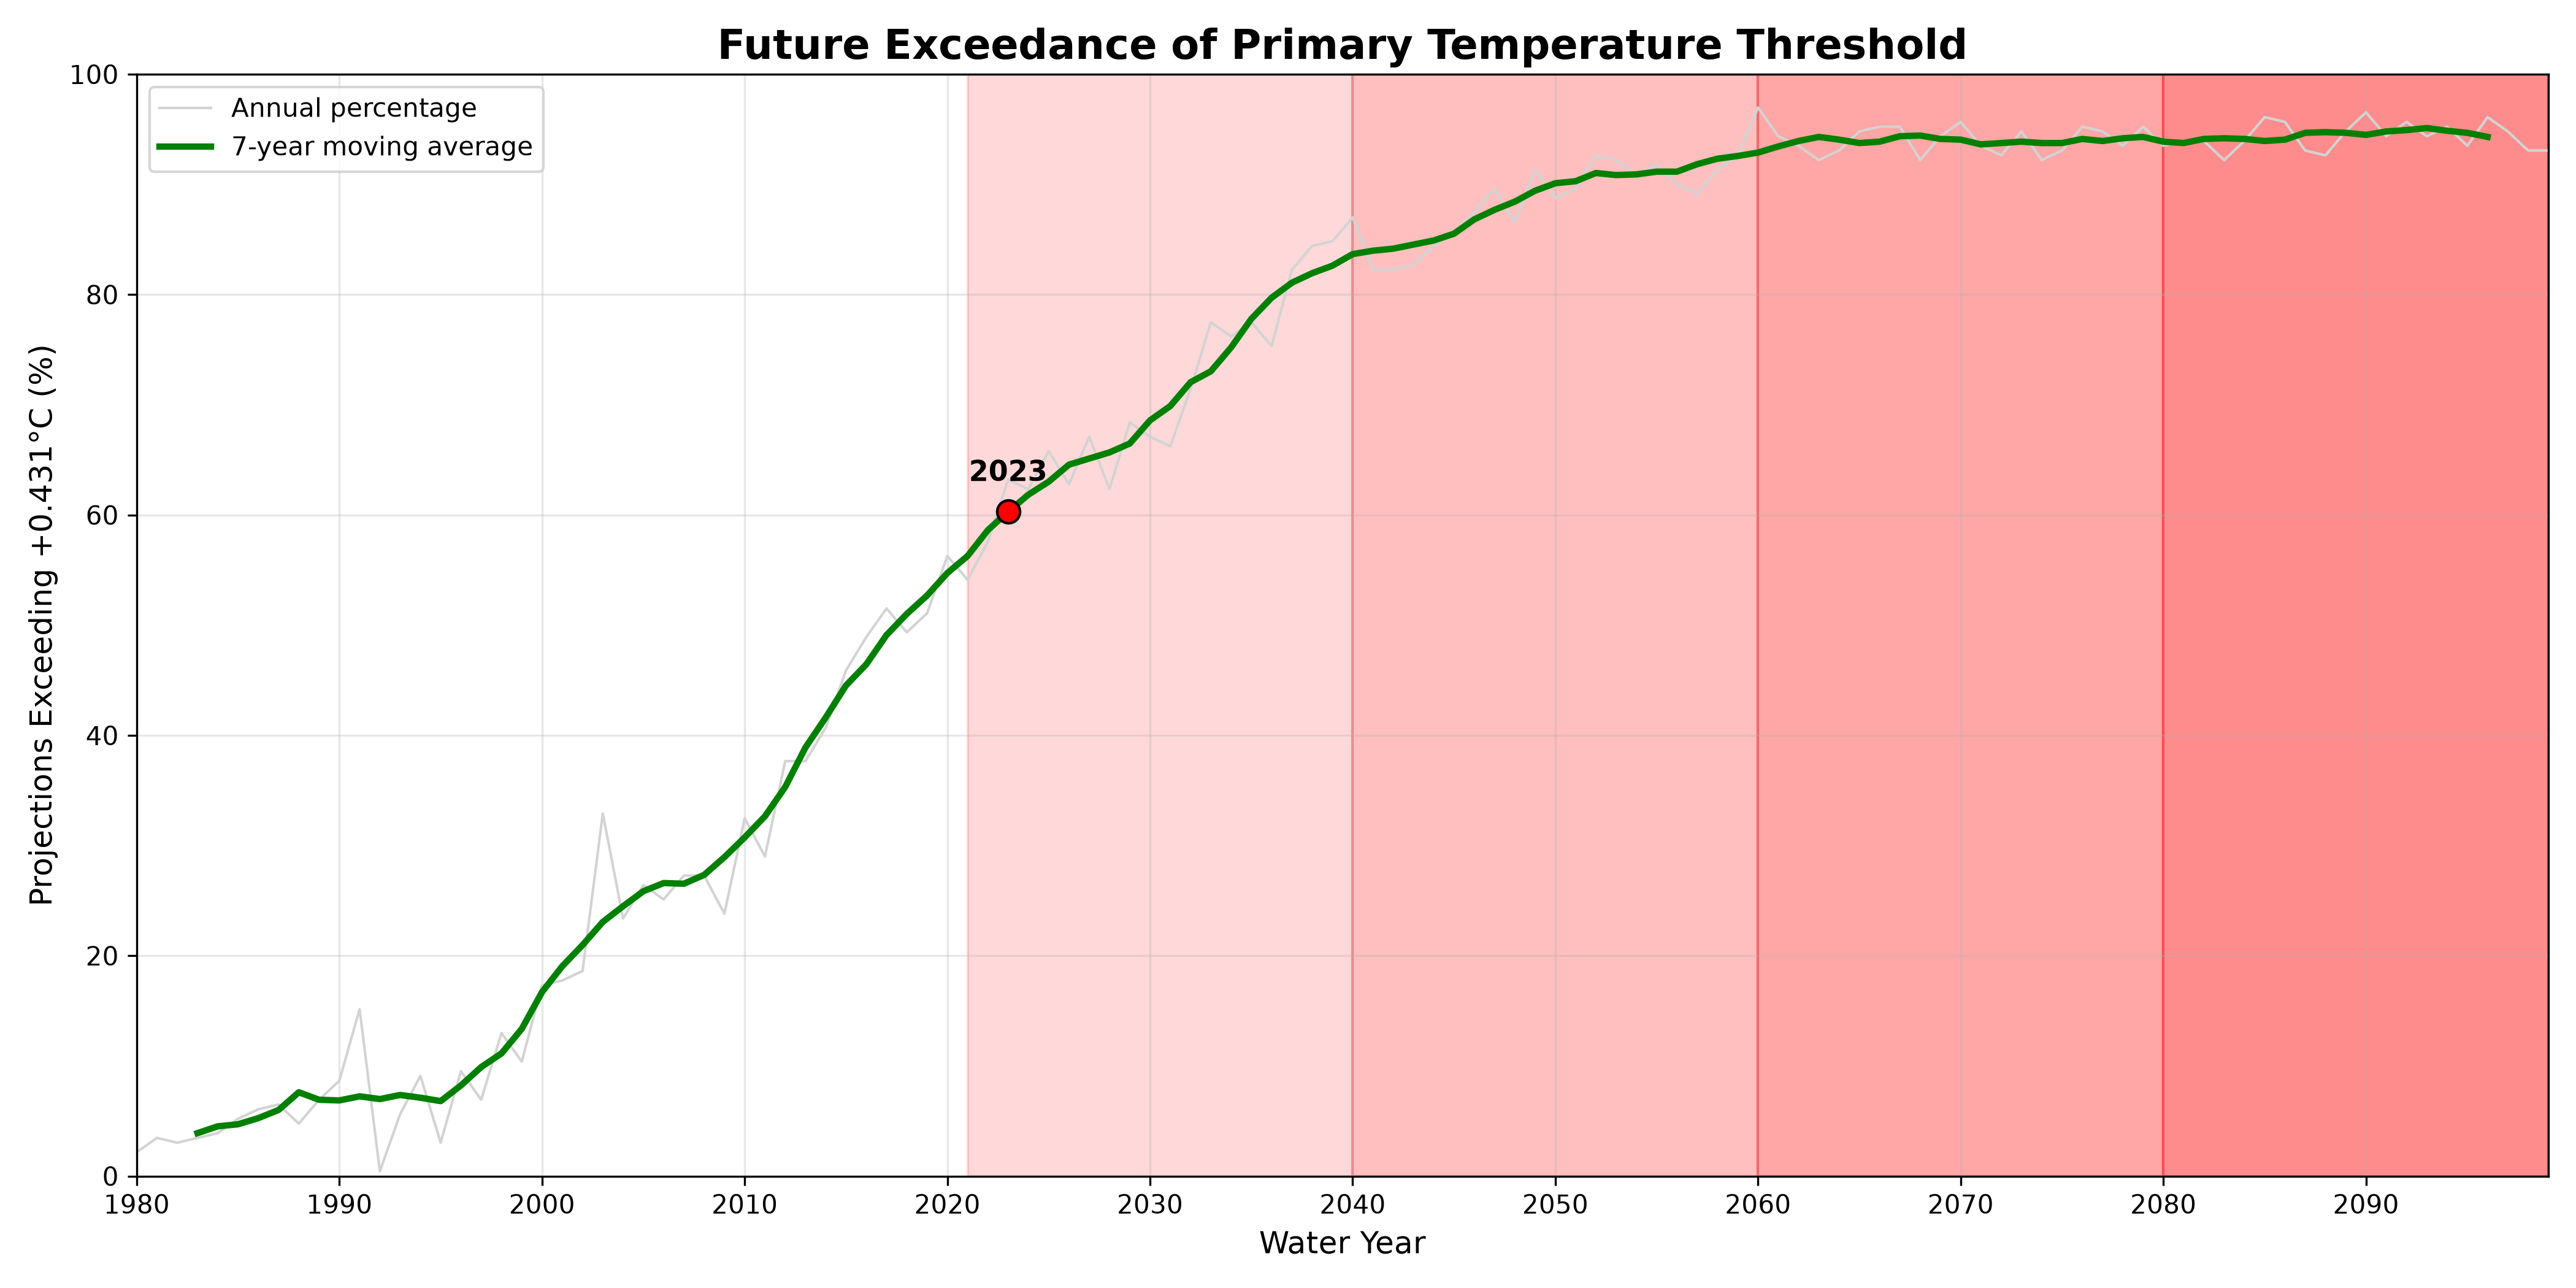 Future Exceedance of Primary Temperature Threshold
Annual percentage
7-year moving average
2023
Projections Exceeding +0.431°C (%)
100
80
60
40
20
0
1980 1990 2000 2010 2020 2030 2040 2050 2060 2070 2080 2090
Water Year